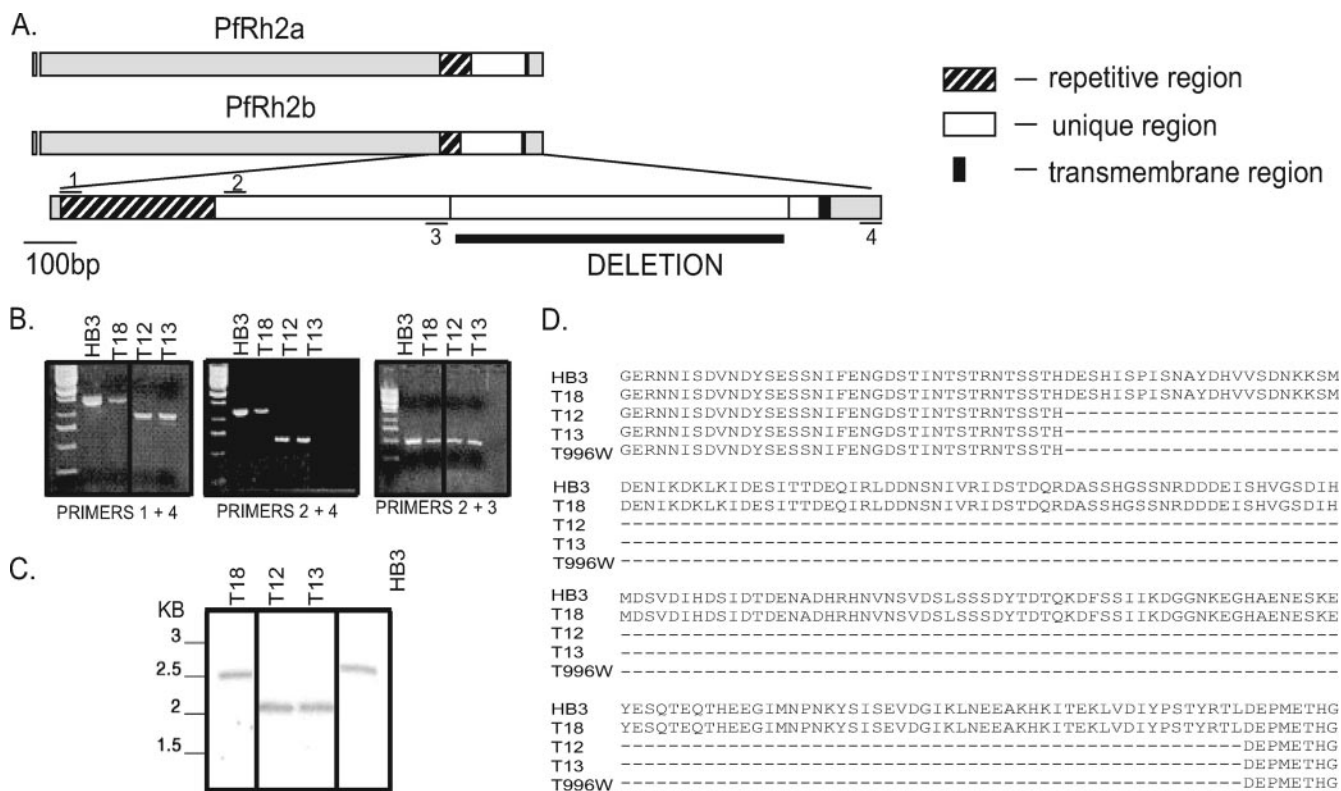 A.
PfRh2a
PfRh2b
— repetitive region
— unique region
— transmembrane region
1
2
3
4
100bp
DELETION
B.
HB3 T18 T12 T13
HB3 T18 T12 T13
HB3 T18 T12 T13
PRIMERS 1 + 4
PRIMERS 2 + 4
PRIMERS 2 + 3
C.
T18 T12 T13 HB3
KB
3
2.5
2
1.5
D.
HB3 GERNNISDVNDYSESSNIFENGDSTINTSTRNTSSTHDESHISPISNAYDHVVSDNKKSM
T18 GERNNISDVNDYSESSNIFENGDSTINTSTRNTSSTHDESHISPISNAYDHVVSDNKKSM
T12 GERNNISDVNDYSESSNIFENGDSTINTSTRNTSSTH-----------------------
T13 GERNNISDVNDYSESSNIFENGDSTINTSTRNTSSTH-----------------------
T996W GERNNISDVNDYSESSNIFENGDSTINTSTRNTSSTH-----------------------
HB3 DENIKDKLKIDESITTDEQIRLDDNSNIVRIDSTDQRDASSHGSSNRDDDEISHVGSDIH
T18 DENIKDKLKIDESITTDEQIRLDDNSNIVRIDSTDQRDASSHGSSNRDDDEISHVGSDIH
T12 ------------------------------------------------------------
T13 ------------------------------------------------------------
T996W ------------------------------------------------------------
HB3 MDSVDIHDSIDTDENADHRHNVNSVDSLSSSDYTDTQKDFSSIIKDGGNKEGHAENESKE
T18 MDSVDIHDSIDTDENADHRHNVNSVDSLSSSDYTDTQKDFSSIIKDGGNKEGHAENESKE
T12 ------------------------------------------------------------
T13 ------------------------------------------------------------
T996W ------------------------------------------------------------
HB3 YESQTEQTHEEGIMNPNKYSISEVDGIKLNEEAKHKITEKLVDIYPSTYRTLDEPMETHG
T18 YESQTEQTHEEGIMNPNKYSISEVDGIKLNEEAKHKITEKLVDIYPSTYRTLDEPMETHG
T12 ----------------------------------------------------DEPMETHG
T13 ----------------------------------------------------DEPMETHG
T996W ----------------------------------------------------DEPMETHG